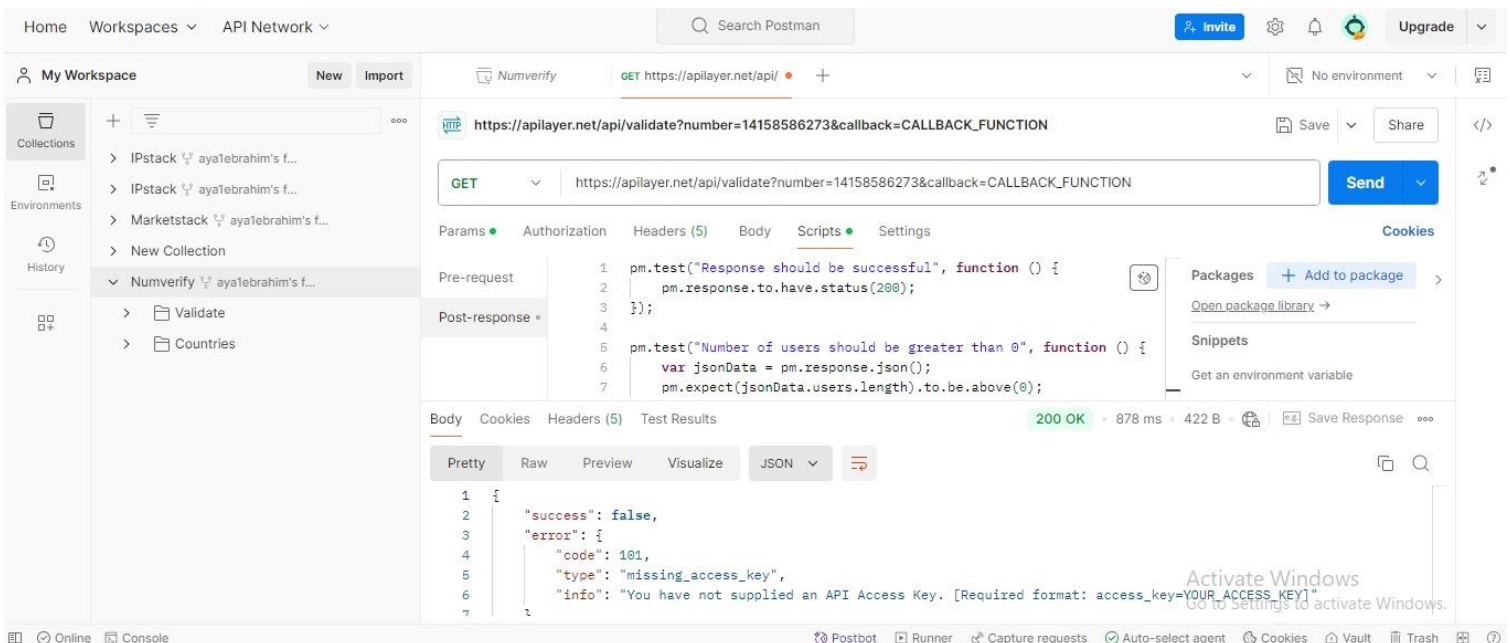 Home Workspaces API Network Search Postman Invite Upgrade
My Workspace New Import Numverify GET https://apilayer.net/api/ No environment
Collections
Environments
History
IPstack aya1ebrahim's f...
IPstack aya1ebrahim's f...
Marketstack aya1ebrahim's f...
New Collection
Numverify aya1ebrahim's f...
Validate
Countries
HTTP https://apilayer.net/api/validate?number=14158586273&callback=CALLBACK_FUNCTION Save Share
GET https://apilayer.net/api/validate?number=14158586273&callback=CALLBACK_FUNCTION Send
Params Authorization Headers (5) Body Scripts Settings Cookies
Pre-request
Post-response
1 pm.test("Response should be successful", function () {
2 pm.response.to.have.status(200);
3 });
4
5 pm.test("Number of users should be greater than 0", function () {
6 var jsonData = pm.response.json();
7 pm.expect(jsonData.users.length).to.be.above(0);
Packages + Add to package
Open package library →
Snippets
Get an environment variable
Body Cookies Headers (5) Test Results 200 OK 878 ms 422 B e.g. Save Response
Pretty Raw Preview Visualize JSON
1 {
2 "success": false,
3 "error": {
4 "code": 101,
5 "type": "missing_access_key",
6 "info": "You have not supplied an API Access Key. [Required format: access_key=YOUR_ACCESS_KEY]"
7 }
Activate Windows
Go to Settings to activate Windows.
Online Console Postbot Runner Capture requests Auto-select agent Cookies Vault Trash